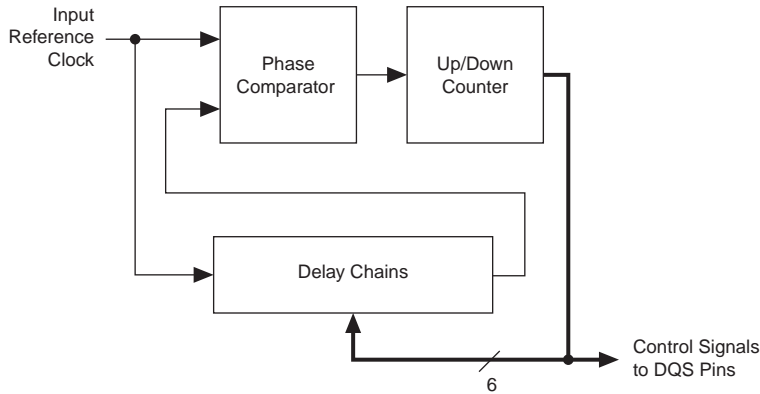 Input
Reference
Clock
Phase
Comparator
Up/Down
Counter
Delay Chains
6
Control Signals
to DQS Pins